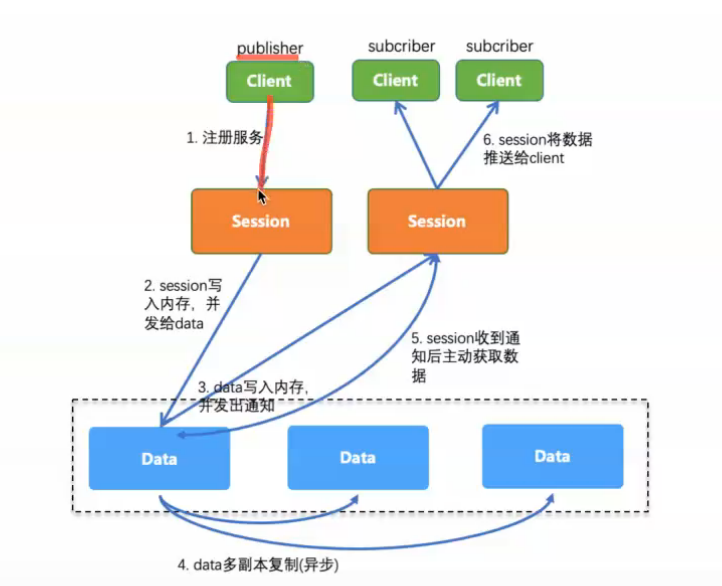 publisher
subcriber
subcriber
Client
Client
Client
1. 注册服务
6. session将数据
推送给client
Session
Session
2. session写
入内存，并
发给data
5. session收到通
知后主动获取数
据
3. data写入内存，
并发出通知
Data
Data
Data
4. data多副本复制(异步)